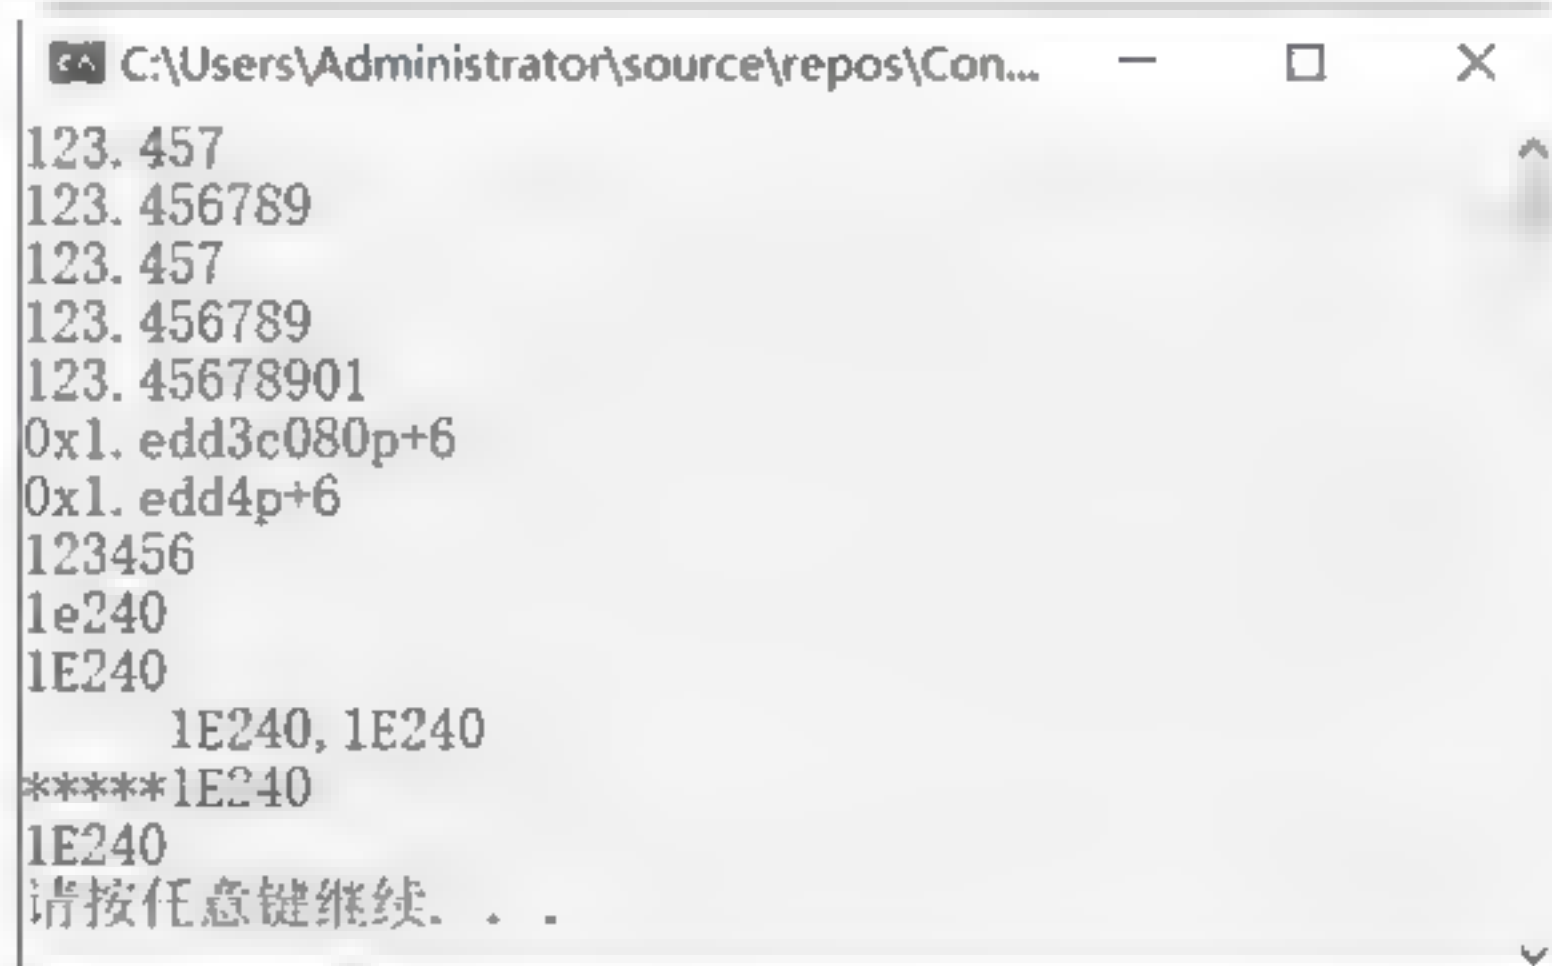 C:\Users\Administrator\source\repos\Con...
123.457
123.456789
123.457
123.456789
123.45678901
0x1.edd3c080p+6
0x1.edd4p+6
123456
1e240
1E240
     1E240,1E240
*****1E240
1E240
请按任意键继续. . .